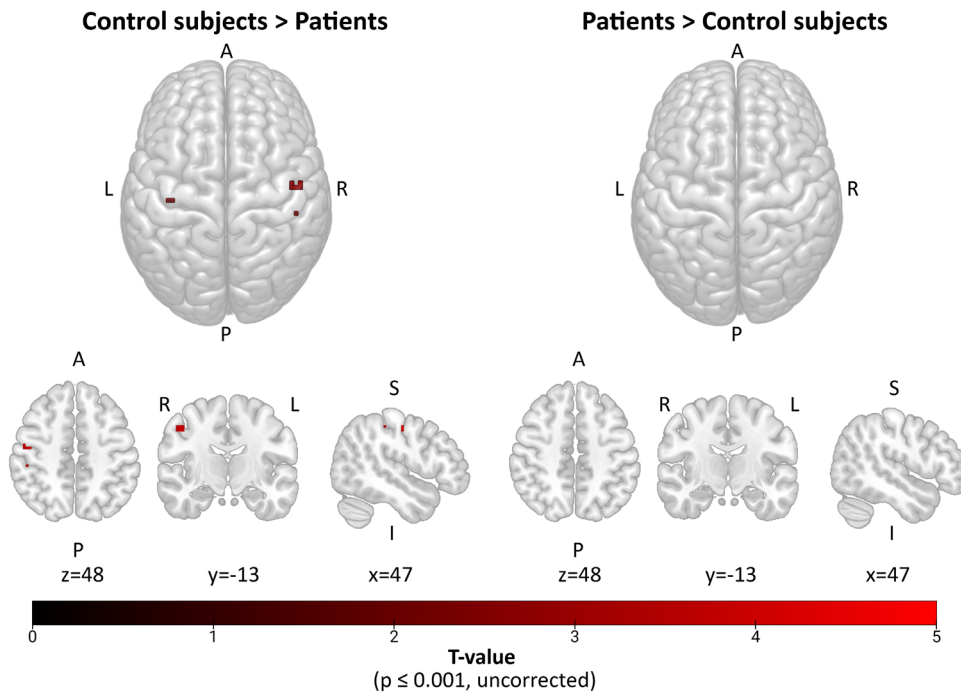 Control subjects > Patients
Patients > Control subjects
A
A
L
R
L
R
P
P
A
R
L
S
A
R
L
S
P
I
P
I
z=48
y=-13
x=47
z=48
y=-13
x=47
0
1
2
3
4
5
T-value
(p ≤ 0.001, uncorrected)